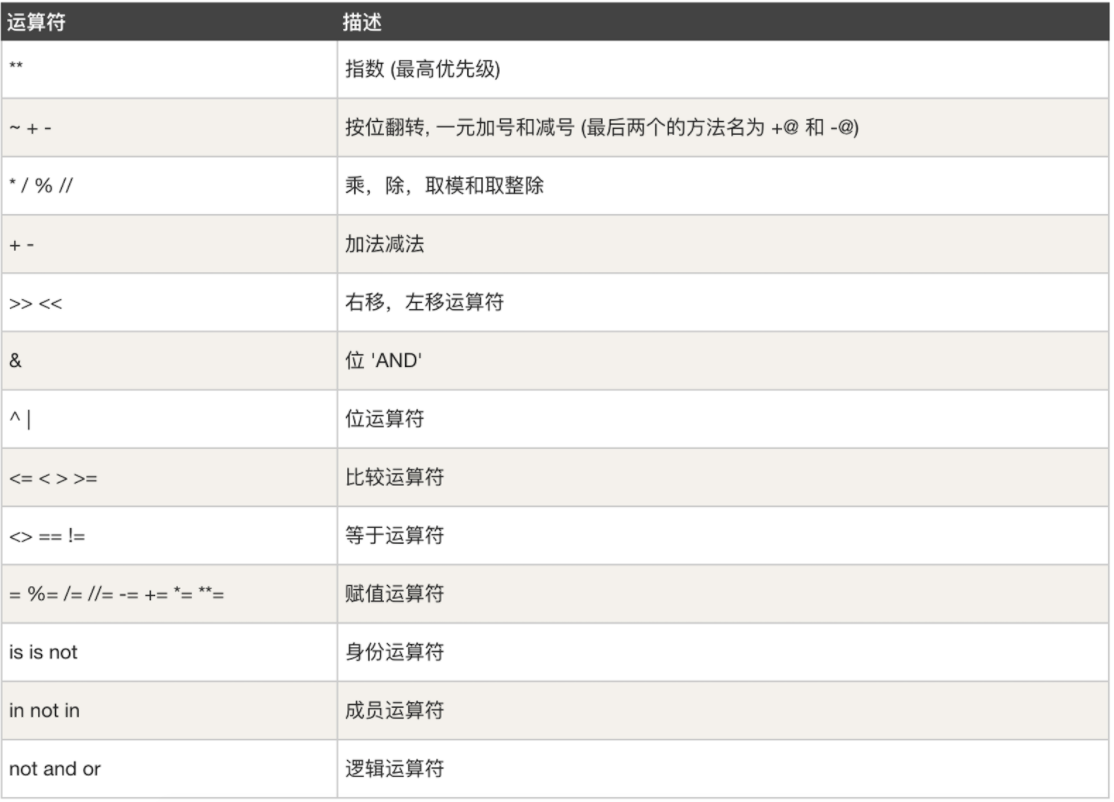 运算符 描述
** 指数 (最高优先级)
~ + - 按位翻转, 一元加号和减号 (最后两个的方法名为 +@ 和 -@)
* / % // 乘，除，取模和取整除
+ - 加法减法
>> << 右移，左移运算符
& 位 'AND'
^ | 位运算符
<= < > >= 比较运算符
<> == != 等于运算符
= %= /= //= -= += *= **= 赋值运算符
is is not 身份运算符
in not in 成员运算符
not and or 逻辑运算符